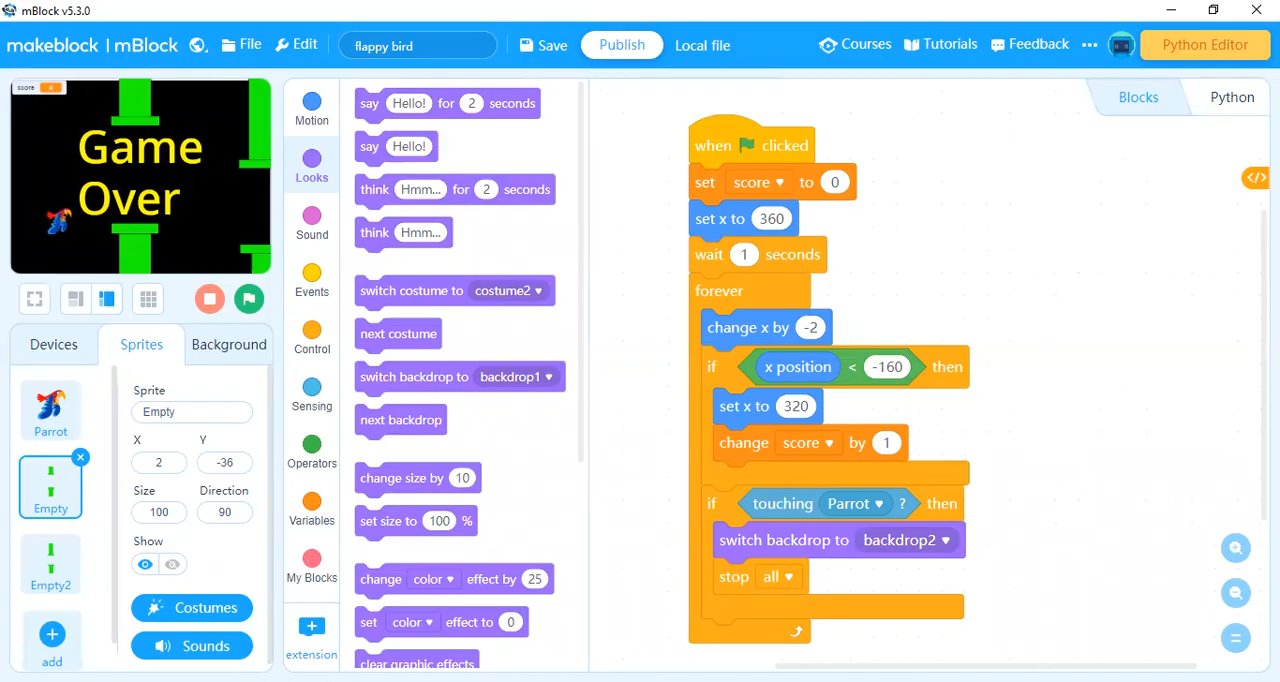 mBlock v5.3.0
makeblock | mBlock File Edit flappy bird Save Publish Local file Courses Tutorials Feedback Python Editor
score
Game
Over
Devices Sprites Background
Parrot
Empty
Empty2
add
Sprite
Empty
X Y
2 -36
Size Direction
100 90
Show
Costumes
Sounds
Motion
Looks
Sound
Events
Control
Sensing
Operators
Variables
My Blocks
extension
say Hello! for 2 seconds
say Hello!
think Hmm... for 2 seconds
think Hmm...
switch costume to costume2
next costume
switch backdrop to backdrop1
next backdrop
change size by 10
set size to 100 %
change color effect by 25
set color effect to 0
clear graphic effects
Blocks Python
when clicked
set score to 0
set x to 360
wait 1 seconds
forever
change x by -2
if x position < -160 then
set x to 320
change score by 1
if touching Parrot ? then
switch backdrop to backdrop2
stop all